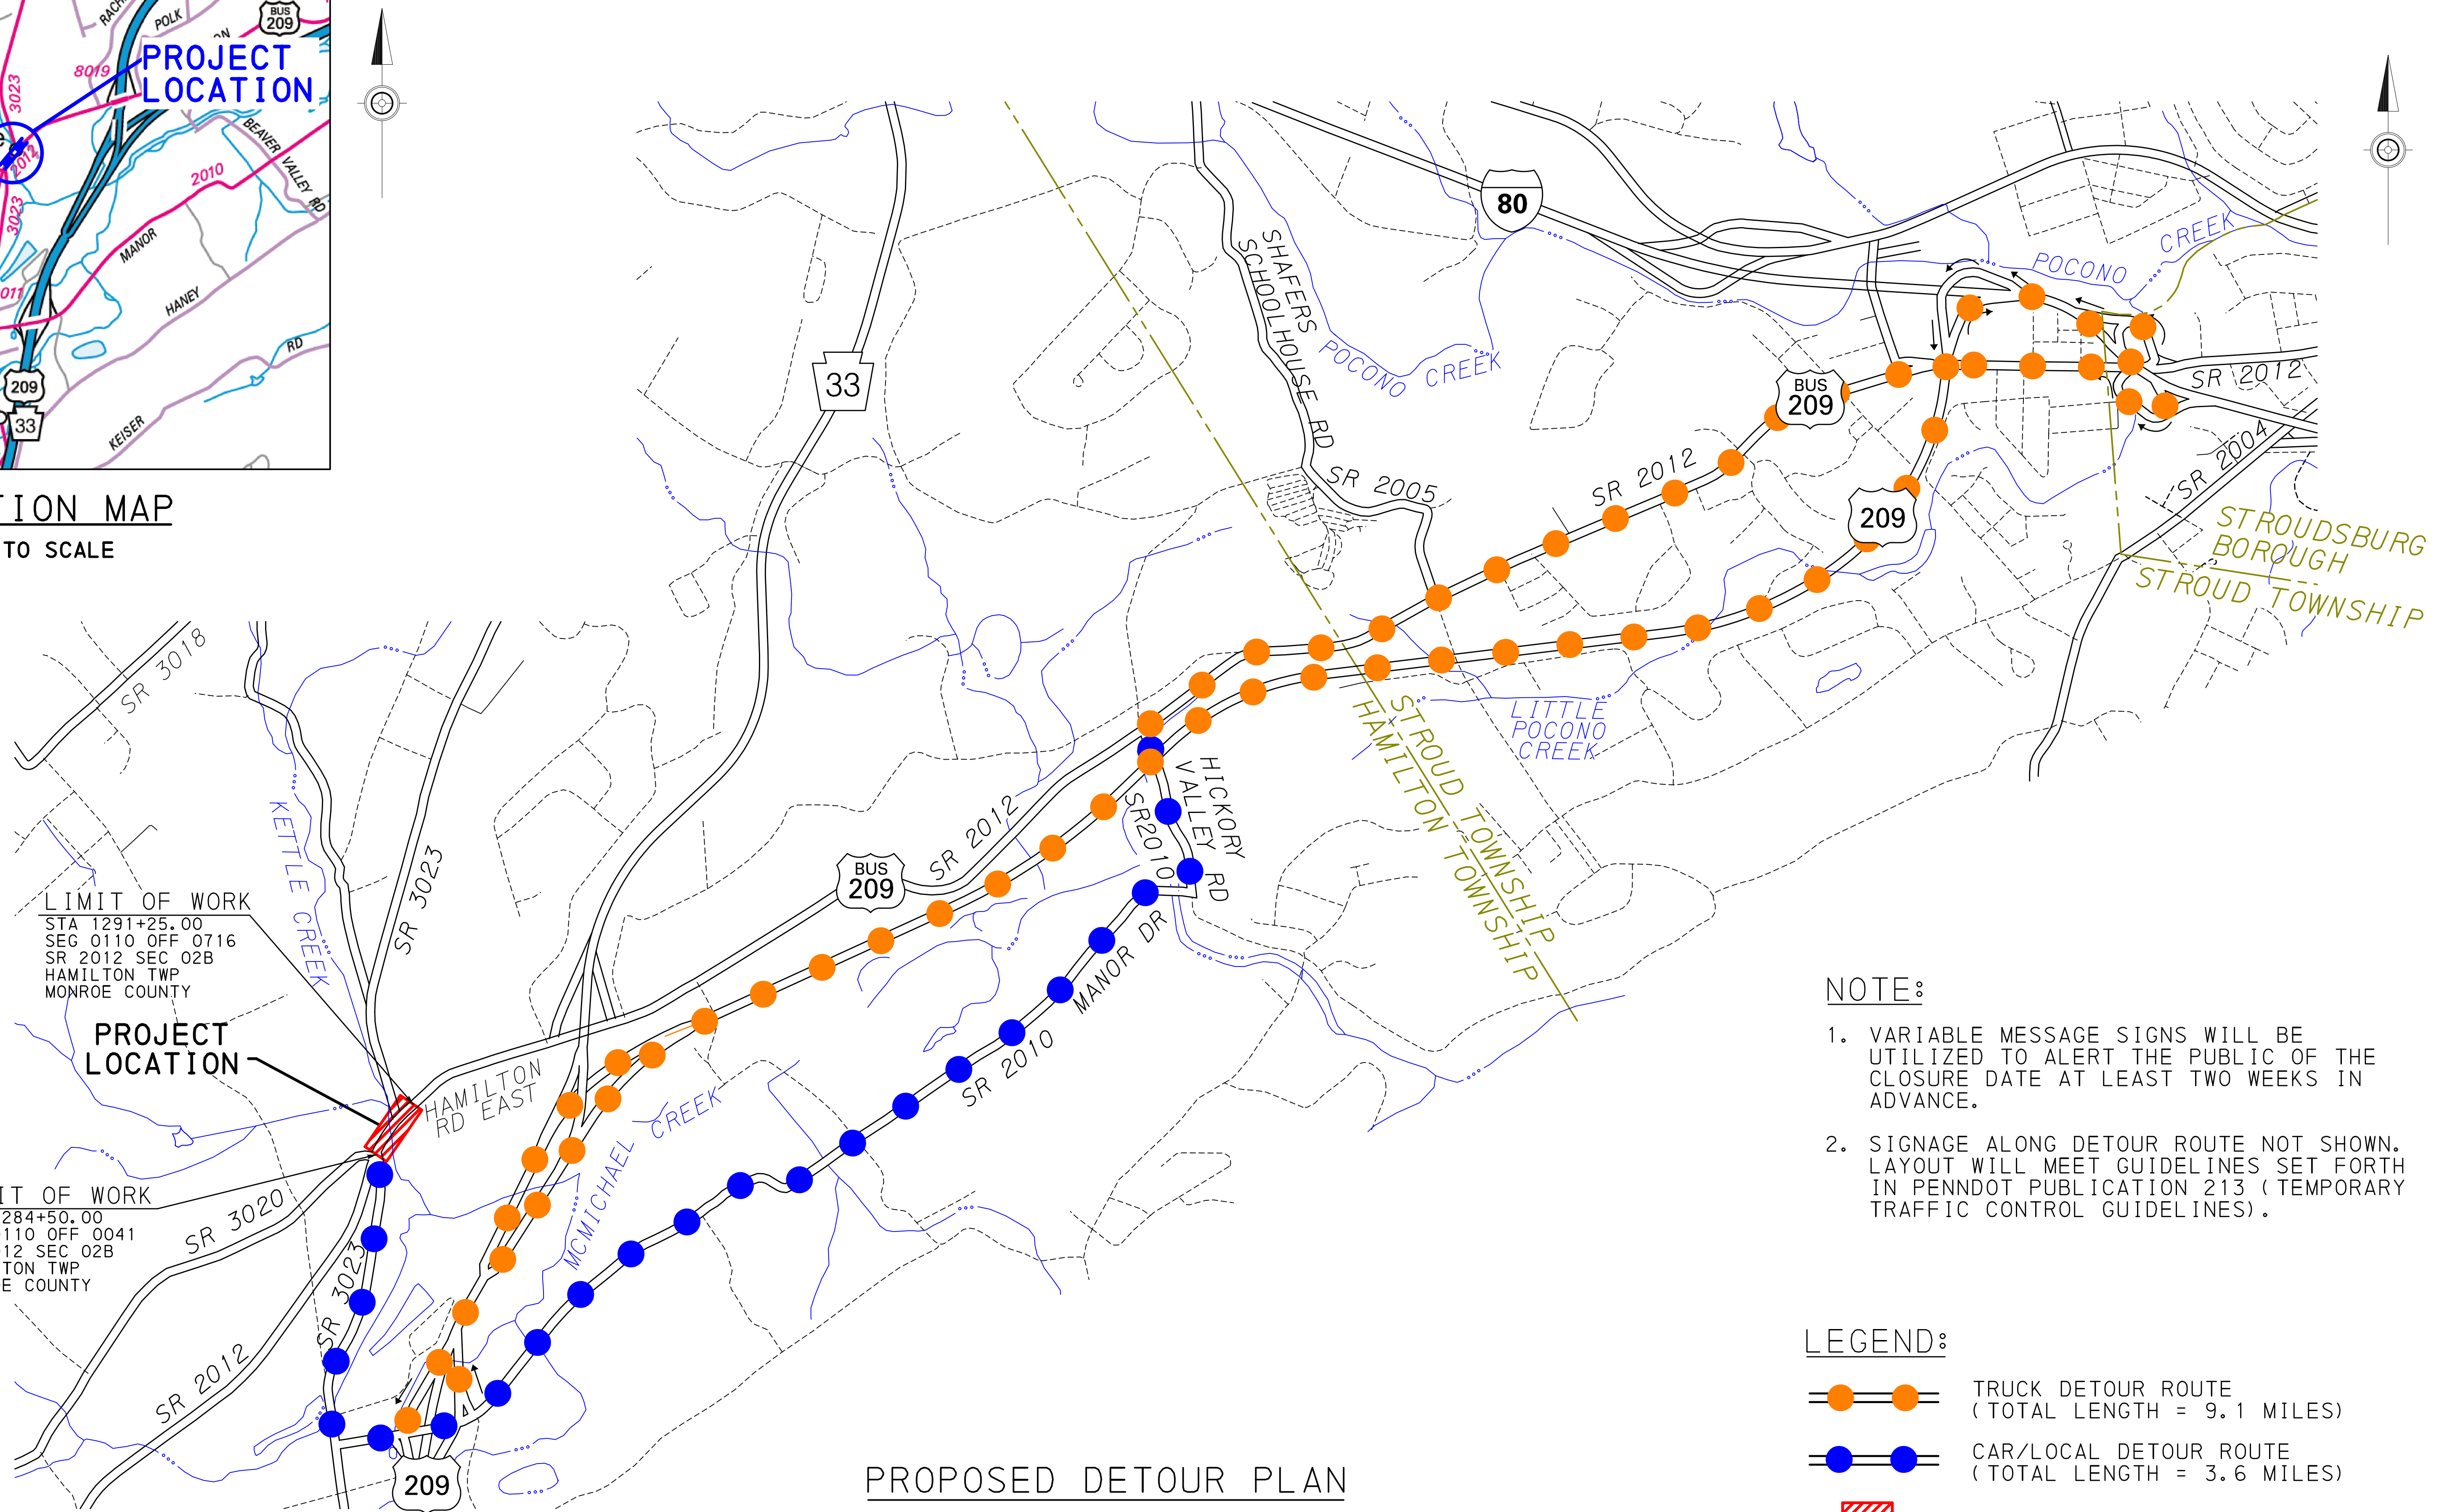 RACH
POLK
BUS
209
ON
PROJECT
LOCATION
8019
3023
2012
3023
BEAVER VALLEY RD
2010
MANOR
011
HANEY
209
33
KEISER
RD
TION MAP
TO SCALE
80
SHAFERS
SCHOOLHOUSE RD
POCONO CREEK
POCONO CREEK
33
BUS
209
SR 2012
SR 2005
SR 2012
SR 2004
209
STROUDSBURG
BOROUGH
STROUD TOWNSHIP
SR 3018
LITTLE
POCONO
CREEK
STROUD TOWNSHIP
HAMILTON TOWNSHIP
HICKORY
VALLEY RD
SR2010
KETTLE CREEK
SR 3023
SR 2012
BUS
209
MANOR DR
SR 2010
LIMIT OF WORK
STA 1291+25.00
SEG 0110 OFF 0716
SR 2012 SEC 02B
HAMILTON TWP
MONROE COUNTY
PROJECT
LOCATION
HAMILTON
RD EAST
MCMICHAEL CREEK
IT OF WORK
284+50.00
110 OFF 0041
12 SEC 02B
TON TWP
E COUNTY
SR 3020
SR 3023
SR 2012
209
NOTE:
1. VARIABLE MESSAGE SIGNS WILL BE
UTILIZED TO ALERT THE PUBLIC OF THE
CLOSURE DATE AT LEAST TWO WEEKS IN
ADVANCE.
2. SIGNAGE ALONG DETOUR ROUTE NOT SHOWN.
LAYOUT WILL MEET GUIDELINES SET FORTH
IN PENNDOT PUBLICATION 213 (TEMPORARY
TRAFFIC CONTROL GUIDELINES).
LEGEND:
TRUCK DETOUR ROUTE
(TOTAL LENGTH = 9.1 MILES)
CAR/LOCAL DETOUR ROUTE
(TOTAL LENGTH = 3.6 MILES)
PROPOSED DETOUR PLAN